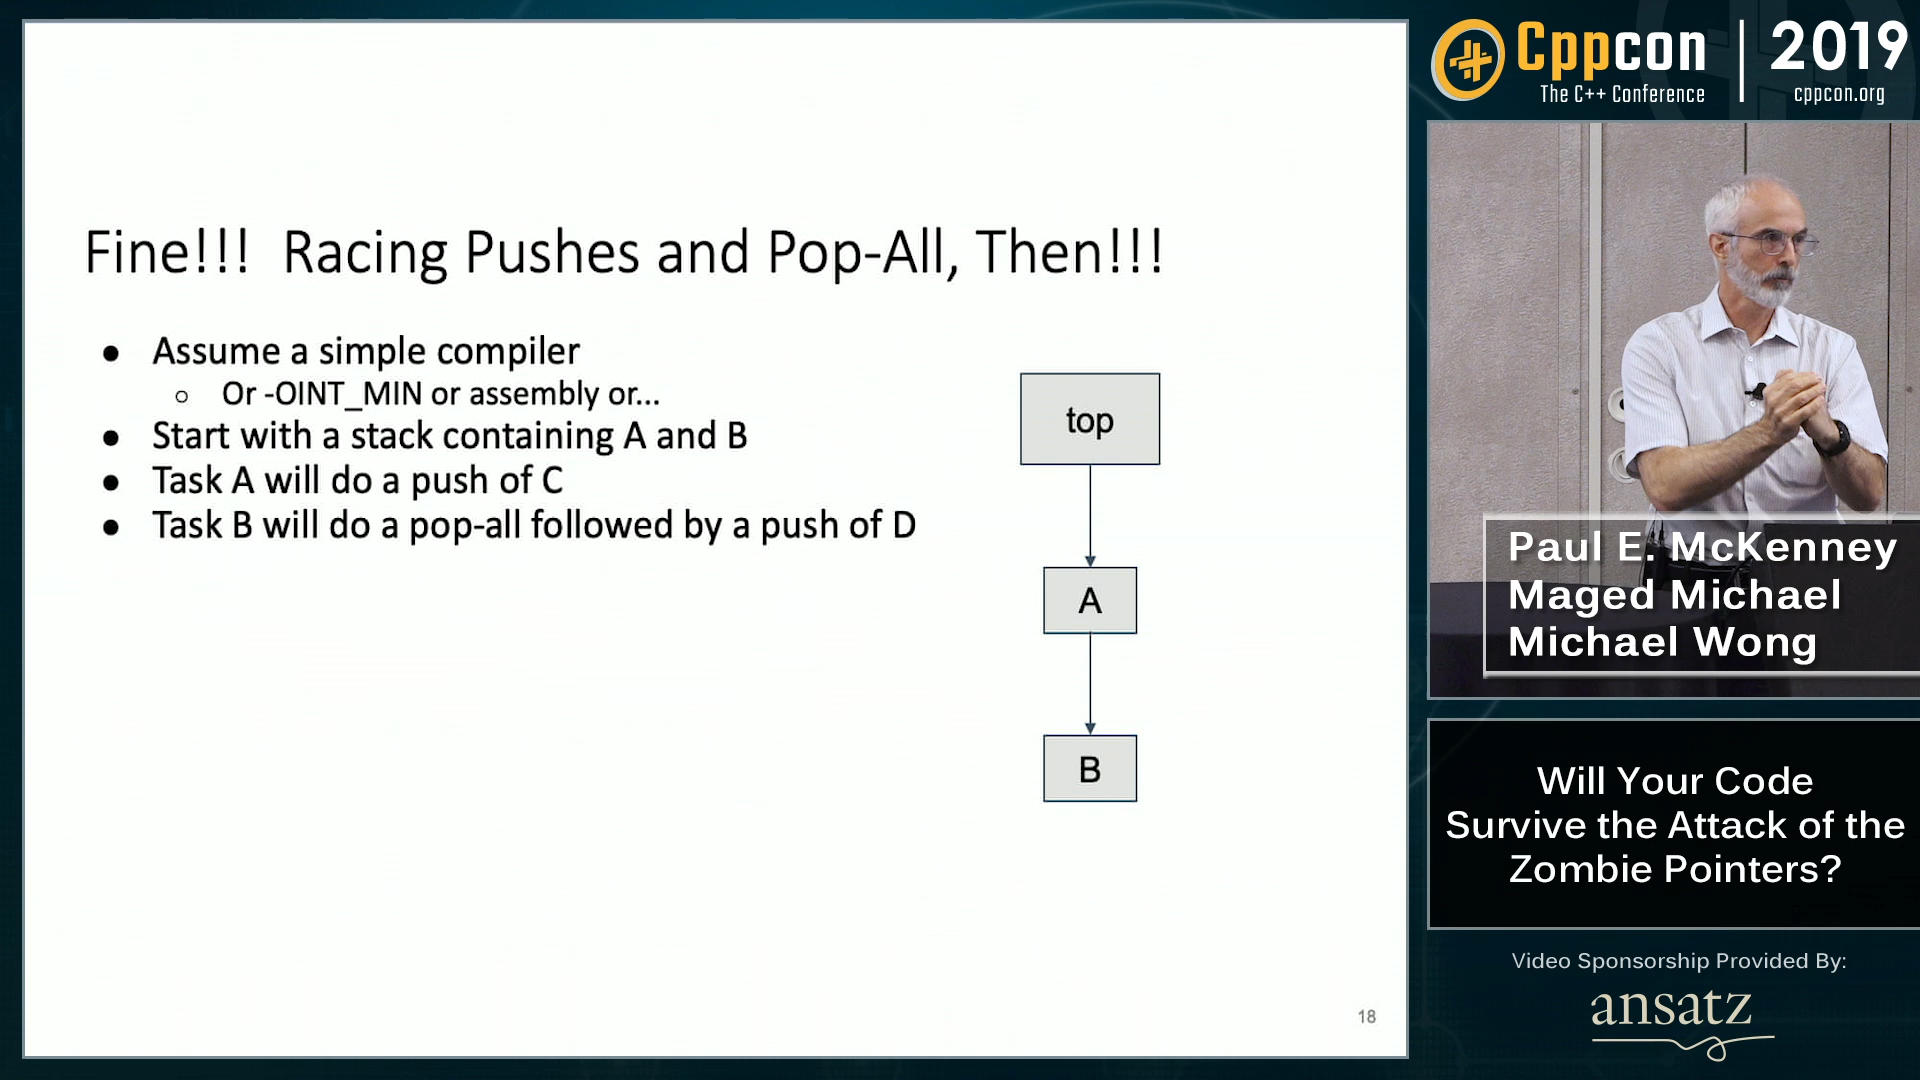 Fine!!! Racing Pushes and Pop-All, Then!!!
● Assume a simple compiler
○ Or -OINT_MIN or assembly or...
● Start with a stack containing A and B
● Task A will do a push of C
● Task B will do a pop-all followed by a push of D
top
A
B
18
Cppcon
The C++ Conference
2019
cppcon.org
Paul E. McKenney
Maged Michael
Michael Wong
Will Your Code
Survive the Attack of the
Zombie Pointers?
Video Sponsorship Provided By:
ansatz